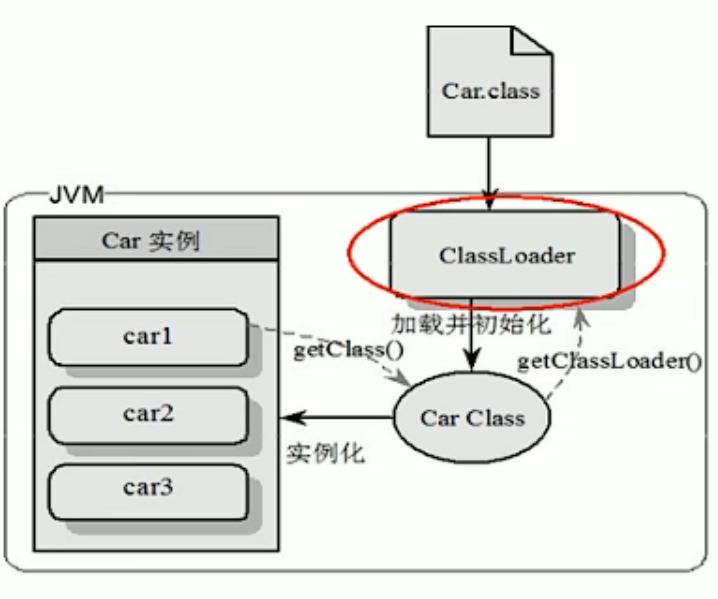 Car.class
JVM
Car 实例
ClassLoader
加载并初始化
car1
getClass()
getClassLoader()
car2
Car Class
实例化
car3